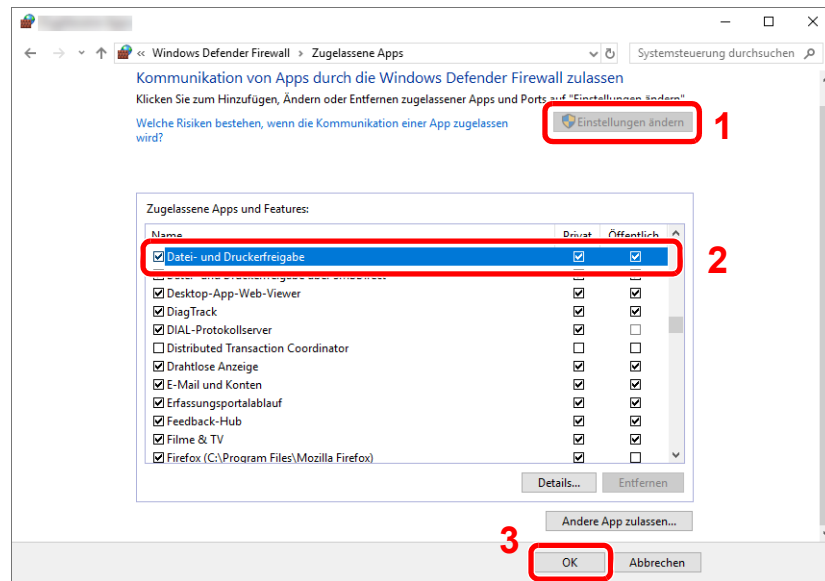 « Windows Defender Firewall › Zugelassene Apps
Systemsteuerung durchsuchen
Kommunikation von Apps durch die Windows Defender Firewall zulassen
Klicken Sie zum Hinzufügen, Ändern oder Entfernen zugelassener Apps und Ports auf "Einstellungen ändern"
Welche Risiken bestehen, wenn die Kommunikation einer App zugelassen
wird?
Einstellungen ändern
1
Zugelassene Apps und Features:
Name Privat Öffentlich
Datei- und Druckerfreigabe
2
Desktop-App-Web-Viewer
DiagTrack
DIAL-Protokollserver
Distributed Transaction Coordinator
Drahtlose Anzeige
E-Mail und Konten
Erfassungsportalablauf
Feedback-Hub
Filme & TV
Firefox (C:\Program Files\Mozilla Firefox)
Details... Entfernen
Andere App zulassen...
3
OK Abbrechen